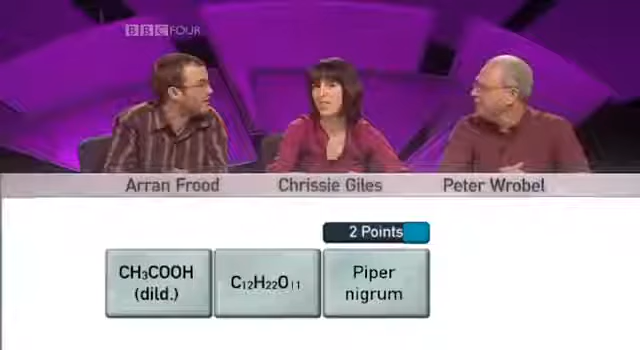 BBC FOUR
Arran Frood Chrissie Giles Peter Wrobel
2 Points
CH₃COOH
(dild.)
C₁₂H₂₂O₁₁
Piper
nigrum